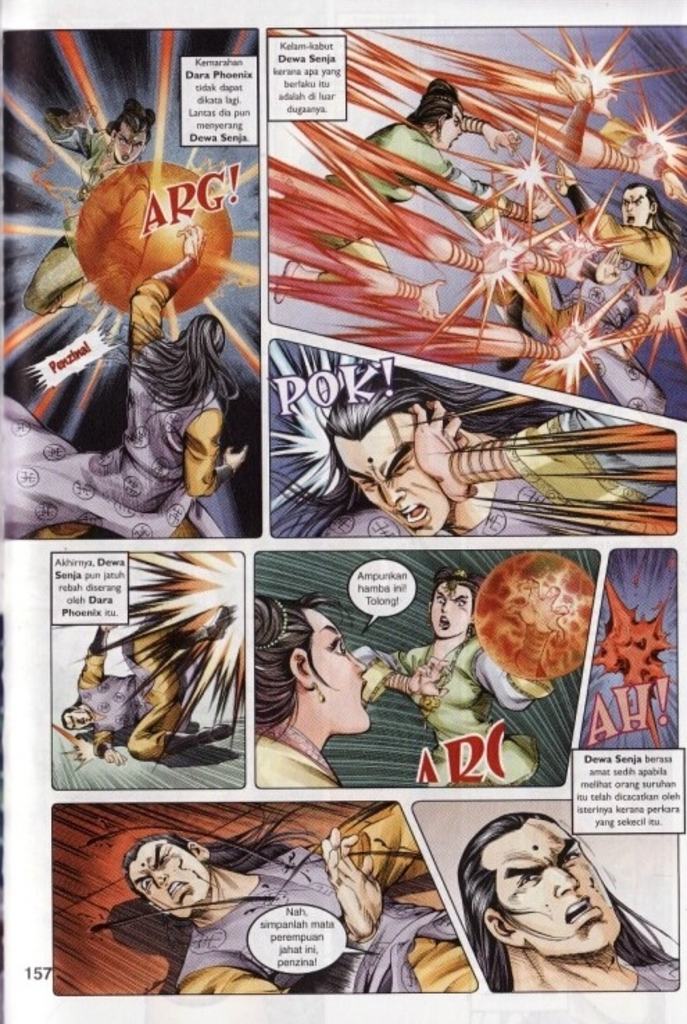 Kemarahan
Dara Phoenix
tidak dapat
dikata lagi.
Lantas dia pun
menyerang
Dewa Senja.
ARG!
Penzina!
Kelam-kabut
Dewa Senja
kerana apa yang
berlaku itu
adalah di luar
dugaanya.
POK!
Akhirnya, Dewa
Senja pun jatuh
rebah diserang
oleh Dara
Phoenix itu.
Ampunkan
hamba ini!
Tolong!
ARG
AH!
Dewa Senja berasa
amat sedih apabila
melihat orang suruhan
itu telah dicacatkan oleh
isterinya kerana perkara
yang sekecil itu.
Nah,
simpanlah mata
perempuan
jahat ini,
penzina!
157